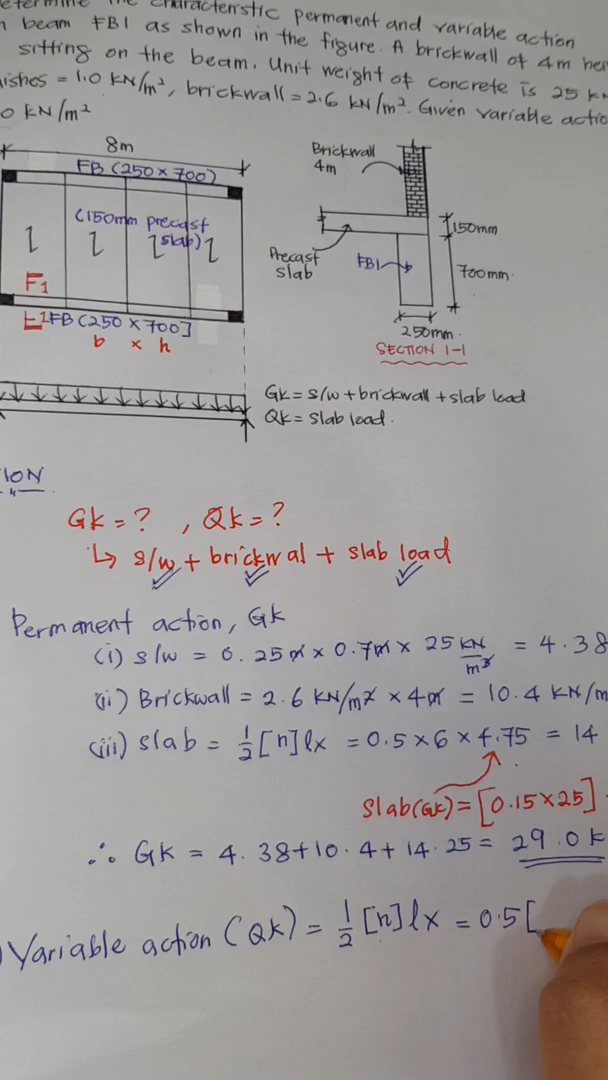 characteristic permanent and variable action
beam FB1 as shown in the figure. A brickwall of 4m
sitting on the beam. Unit weight of concrete is 25
= 1.0 KN/m², brickwall = 2.6 KN/m². Given variable
0 KN/m²
8m
FB (250 x 700)
(150mm precast
slab)
F1
FB (250 x 700]
b x h
Brickwall
4m
150mm
Precast
slab
FB1
700mm.
250mm.
SECTION 1-1
GK = s/w + brickwall + slab load
QK = slab load.
ION
GK = ? , QK = ?
↳ s/w + brickwal + slab load
Permanent action, GK
(i) s/w = 0.25m x 0.7m x 25 KN/m³ = 4.38
(ii) Brickwall = 2.6 KN/m² x 4m = 10.4 KN/m
(iii) slab = 1/2 [n] lx = 0.5 x 6 x 4.75 = 14
Slab(GK) = [0.15x25]
∴ GK = 4.38+10.4+14.25 = 29.0 K
Variable action (QK) = 1/2 [n] lx = 0.5 [